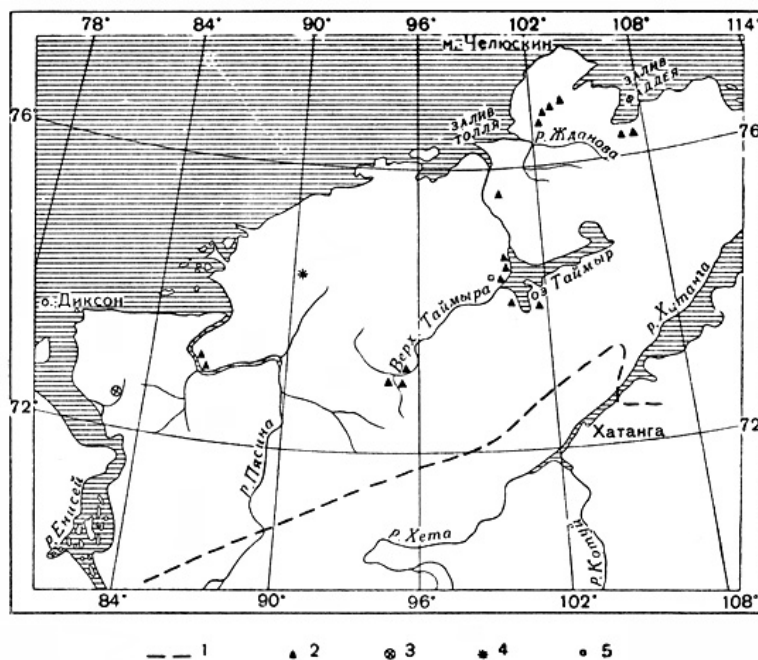 78° 84° 90° 96° 102° 108° 114°
м. Челюскин
ЗАЛИВ ФАДДЕЯ
76°
ЗАЛИВ ТОЛЛЯ
р. Жданова
76
о. Диксон
Верх. Таймыра
оз Таймыр
р. Хатанга
72°
72
Хатанга
р. Пясина
р. Енисей
р. Хета
84° 90° 96° 102° 108°
1 2 3 4 5